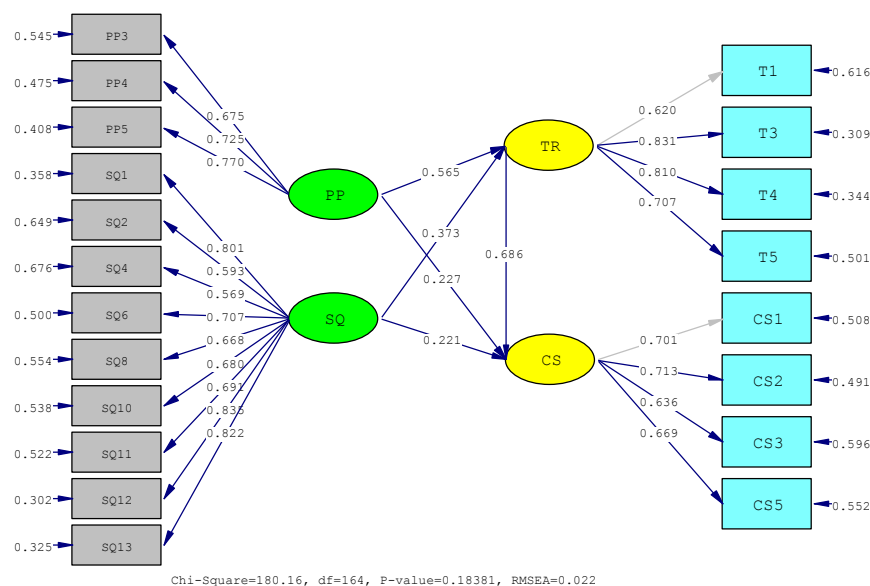 0.545 PP3
0.475 PP4
0.408 PP5
0.358 SQ1
0.649 SQ2
0.676 SQ4
0.500 SQ6
0.554 SQ8
0.538 SQ10
0.522 SQ11
0.302 SQ12
0.325 SQ13
0.675
0.725
0.770
0.801
0.593
0.569
0.707
0.668
0.680
0.691
0.835
0.822
PP
SQ
0.565
0.373
0.227
0.221
0.686
TR
CS
0.620
0.831
0.810
0.707
0.701
0.713
0.636
0.669
T1 0.616
T3 0.309
T4 0.344
T5 0.501
CS1 0.508
CS2 0.491
CS3 0.596
CS5 0.552
Chi-Square=180.16, df=164, P-value=0.18381, RMSEA=0.022